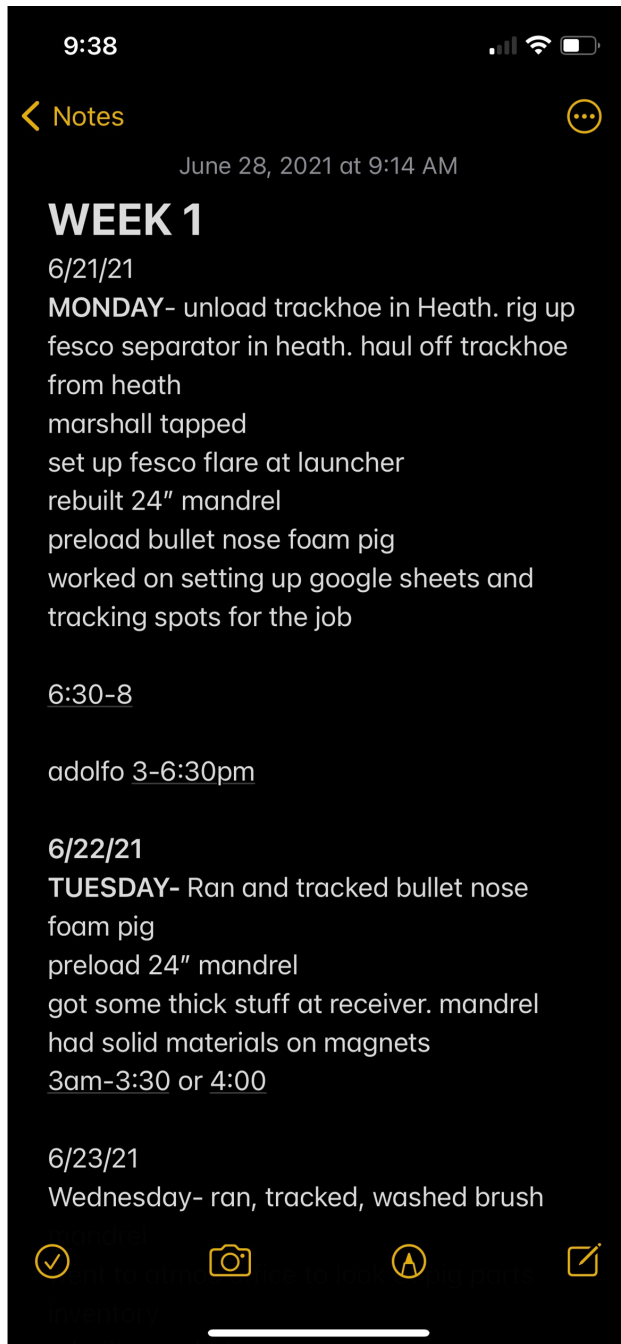 9:38
Notes
June 28, 2021 at 9:14 AM
WEEK 1
6/21/21
MONDAY- unload trackhoe in Heath. rig up
fesco separator in heath. haul off trackhoe
from heath
marshall tapped
set up fesco flare at launcher
rebuilt 24” mandrel
preload bullet nose foam pig
worked on setting up google sheets and
tracking spots for the job
6:30-8
adolfo 3-6:30pm
6/22/21
TUESDAY- Ran and tracked bullet nose
foam pig
preload 24” mandrel
got some thick stuff at receiver. mandrel
had solid materials on magnets
3am-3:30 or 4:00
6/23/21
Wednesday- ran, tracked, washed brush
mandrel
inventory